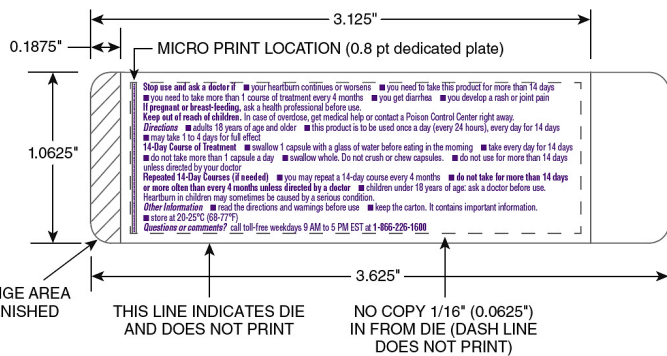 3.125"
0.1875"
MICRO PRINT LOCATION (0.8 pt dedicated plate)
Stop use and ask a doctor if ■ your heartburn continues or worsens ■ you need to take this product for more than 14 days
■ you need to take more than 1 course of treatment every 4 months ■ you get diarrhea ■ you develop a rash or joint pain
If pregnant or breast-feeding, ask a health professional before use.
Keep out of reach of children. In case of overdose, get medical help or contact a Poison Control Center right away.
Directions ■ adults 18 years of age and older ■ this product is to be used once a day (every 24 hours), every day for 14 days
■ may take 1 to 4 days for full effect
14-Day Course of Treatment ■ swallow 1 capsule with a glass of water before eating in the morning ■ take every day for 14 days
■ do not take more than 1 capsule a day ■ swallow whole. Do not crush or chew capsules. ■ do not use for more than 14 days
unless directed by your doctor
Repeated 14-Day Courses (if needed) ■ you may repeat a 14-day course every 4 months ■ do not take for more than 14 days
or more often than every 4 months unless directed by a doctor ■ children under 18 years of age: ask a doctor before use.
Heartburn in children may sometimes be caused by a serious condition.
Other Information ■ read the directions and warnings before use ■ keep the carton. It contains important information.
■ store at 20-25°C (68-77°F)
Questions or comments? call toll-free weekdays 9 AM to 5 PM EST at 1-866-226-1600
1.0625"
3.625"
NGE AREA
NISHED
THIS LINE INDICATES DIE
AND DOES NOT PRINT
NO COPY 1/16" (0.0625")
IN FROM DIE (DASH LINE
DOES NOT PRINT)